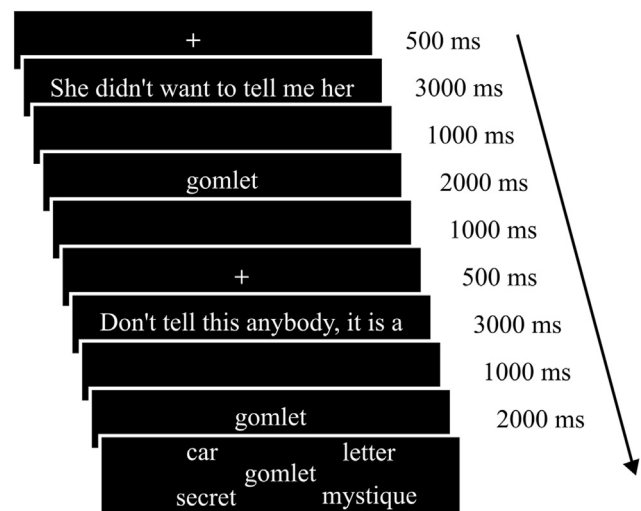 + 500 ms
She didn't want to tell me her 3000 ms
1000 ms
gomlet 2000 ms
1000 ms
+ 500 ms
Don't tell this anybody, it is a 3000 ms
1000 ms
gomlet 2000 ms
car letter
gomlet
secret mystique